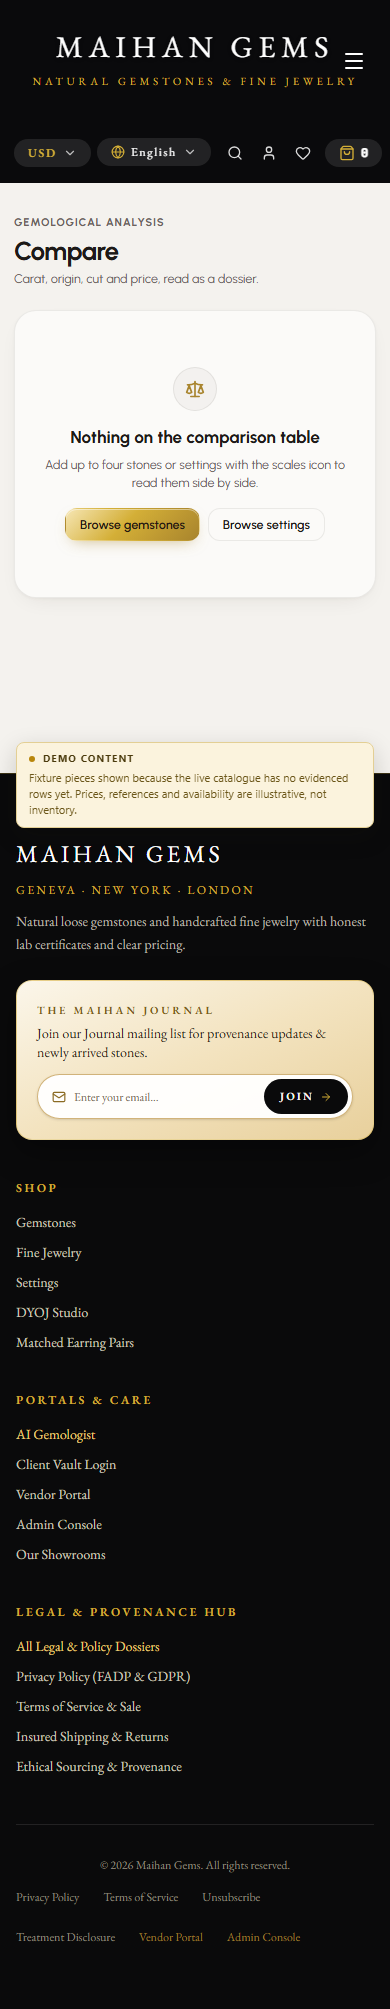 MAIHAN GEMS
NATURAL GEMSTONES & FINE JEWELRY
USD
English
GEMOLOGICAL ANALYSIS
Compare
Carat, origin, cut and price, read as a dossier.
Nothing on the comparison table
Add up to four stones or settings with the scales icon to
read them side by side.
Browse gemstones
Browse settings
DEMO CONTENT
Fixture pieces shown because the live catalogue has no evidenced
rows yet. Prices, references and availability are illustrative, not
inventory.
MAIHAN GEMS
GENEVA · NEW YORK · LONDON
Natural loose gemstones and handcrafted fine jewelry with honest
lab certificates and clear pricing.
THE MAIHAN JOURNAL
Join our Journal mailing list for provenance updates &
newly arrived stones.
Enter your email...
JOIN
SHOP
Gemstones
Fine Jewelry
Settings
DYOJ Studio
Matched Earring Pairs
PORTALS & CARE
AI Gemologist
Client Vault Login
Vendor Portal
Admin Console
Our Showrooms
LEGAL & PROVENANCE HUB
All Legal & Policy Dossiers
Privacy Policy (FADP & GDPR)
Terms of Service & Sale
Insured Shipping & Returns
Ethical Sourcing & Provenance
© 2026 Maihan Gems. All rights reserved.
Privacy Policy Terms of Service Unsubscribe
Treatment Disclosure Vendor Portal Admin Console